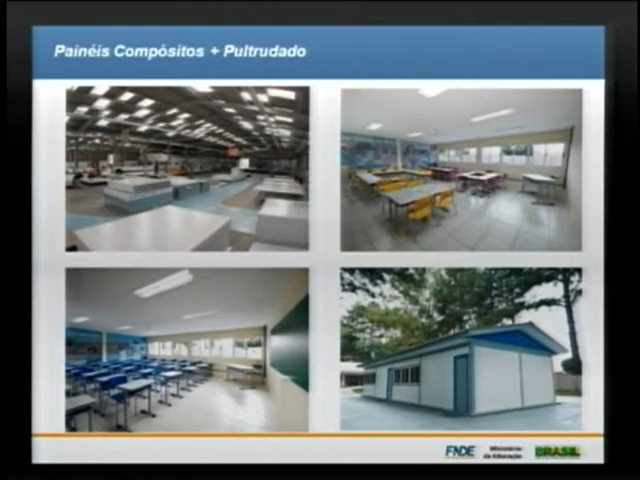 Painéis Compósitos + Pultrudado
FNDE
Ministério
da Educação
BRASIL